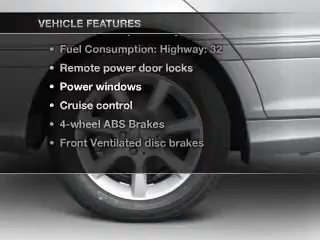 VEHICLE FEATURES
• Fuel Consumption: Highway: 32
• Remote power door locks
• Power windows
• Cruise control
• 4-wheel ABS Brakes
• Front Ventilated disc brakes